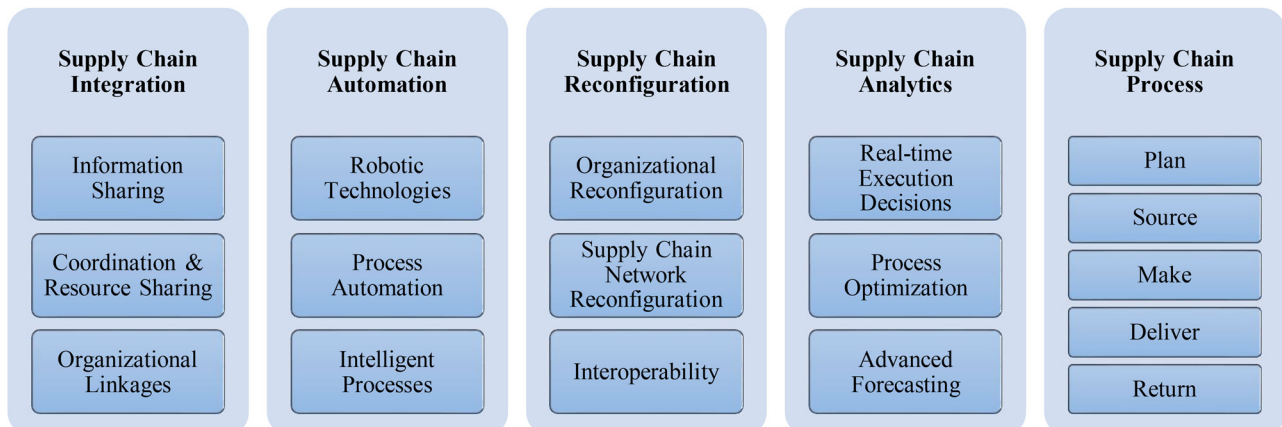 Supply Chain
Integration
Information
Sharing
Coordination &
Resource Sharing
Organizational
Linkages
Supply Chain
Automation
Robotic
Technologies
Process
Automation
Intelligent
Processes
Supply Chain
Reconfiguration
Organizational
Reconfiguration
Supply Chain
Network
Reconfiguration
Interoperability
Supply Chain
Analytics
Real-time
Execution
Decisions
Process
Optimization
Advanced
Forecasting
Supply Chain
Process
Plan
Source
Make
Deliver
Return